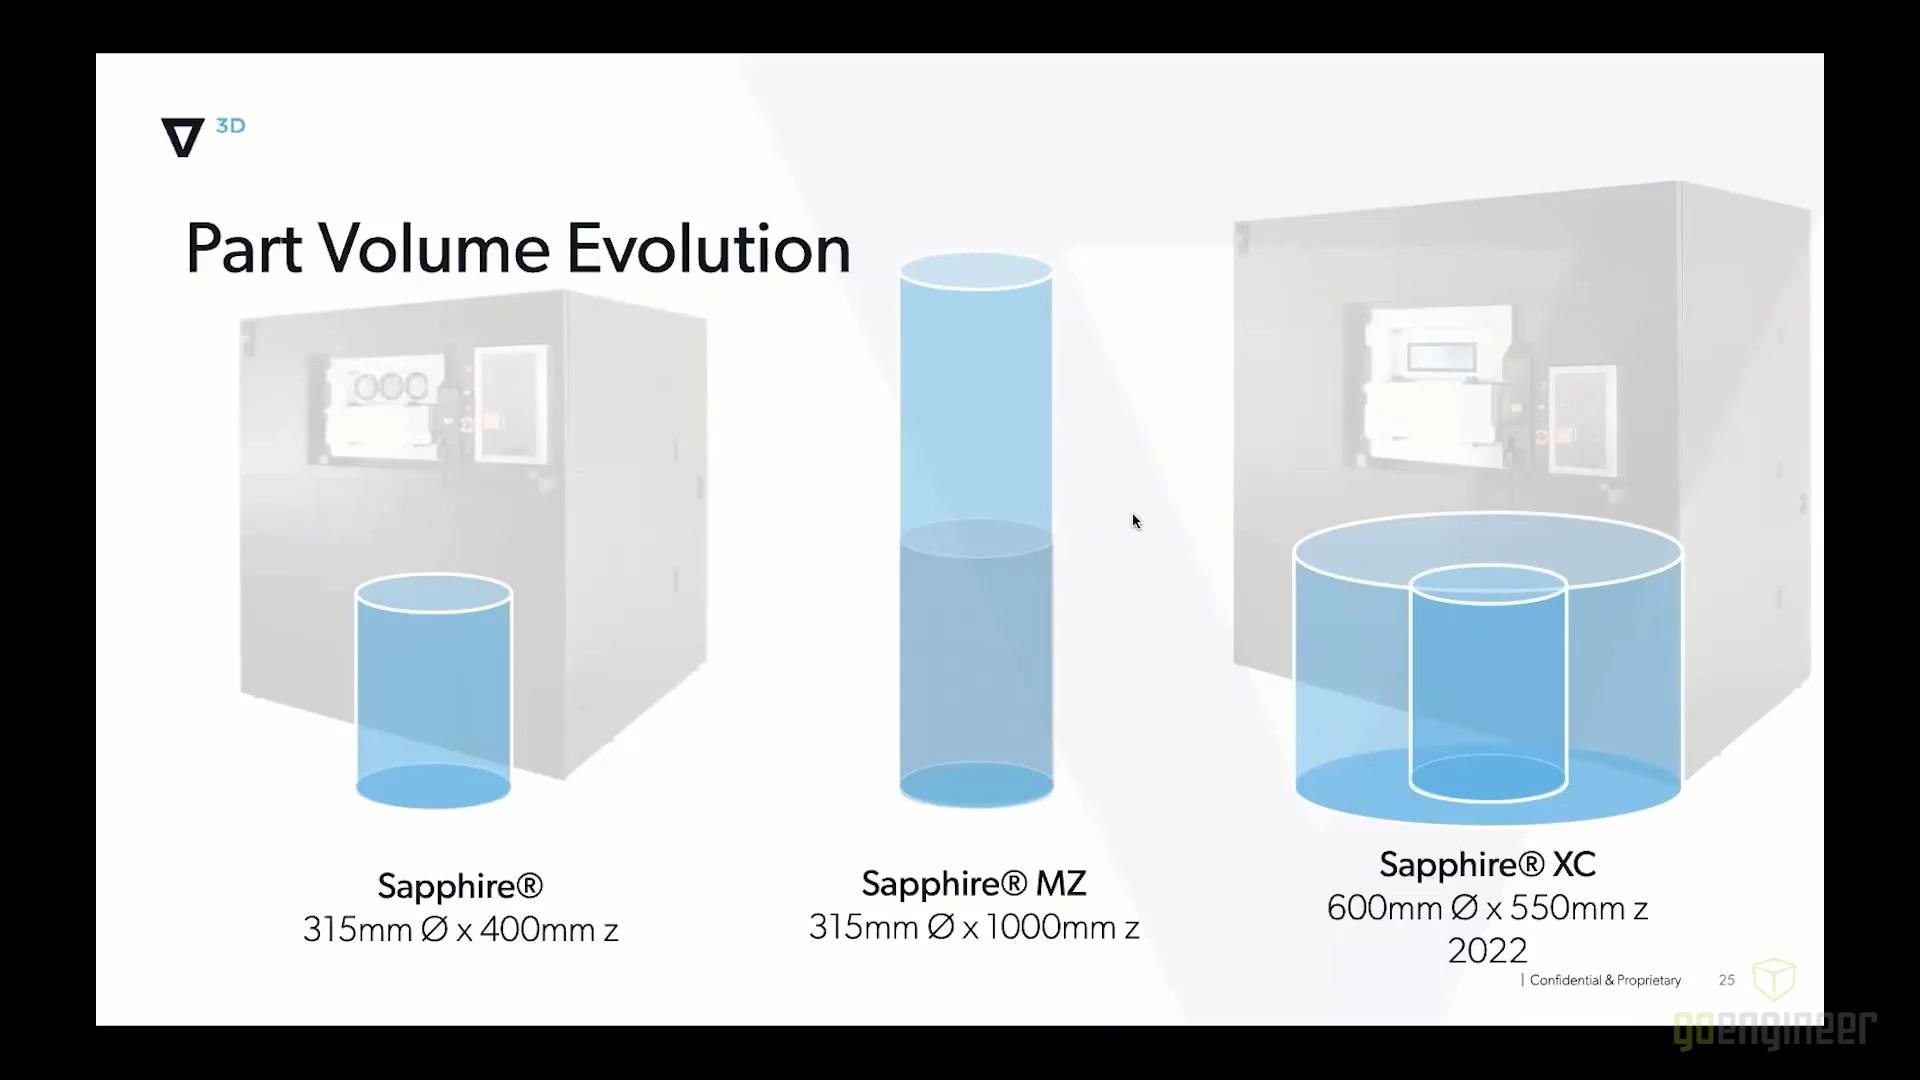 3D
Part Volume Evolution
Sapphire®
315mm Ø x 400mm z
Sapphire® MZ
315mm Ø x 1000mm z
Sapphire® XC
600mm Ø x 550mm z
2022
| Confidential & Proprietary
25
goengineer